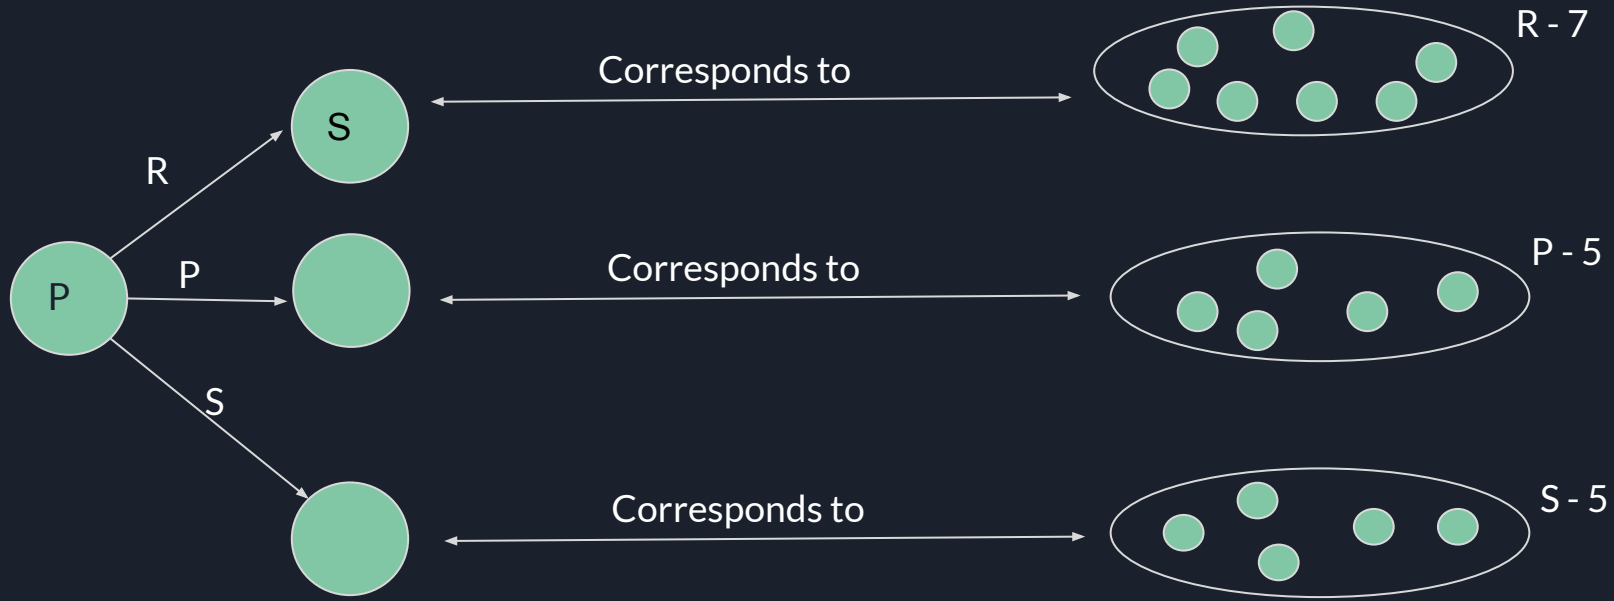 R - 7
Corresponds to
S
R
P - 5
Corresponds to
P
P
S
S - 5
Corresponds to